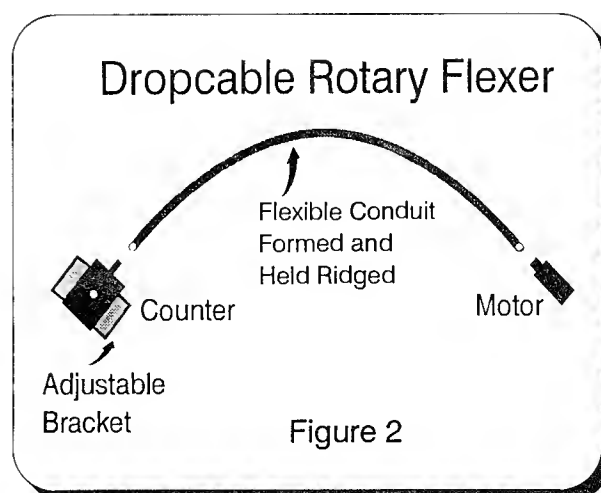 Dropcable Rotary Flexer
Flexible Conduit
Formed and
Held Ridged
Counter
Motor
Adjustable
Bracket
Figure 2